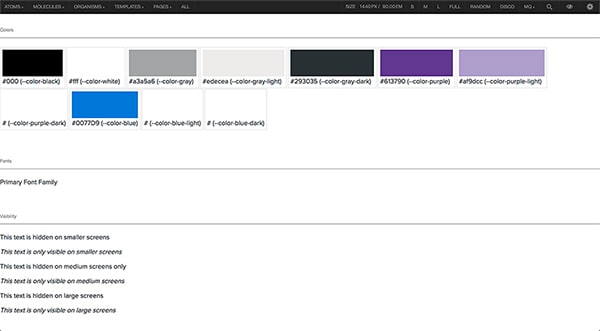 ATOMS MOLECULES ORGANISMS TEMPLATES PAGES ALL SIZE 1440PX / 90.00EM S M L FULL RANDOM DISCO MQ
Colors
#000 (--color-black) #fff (--color-white) #a3a5a6 (--color-gray) #edecea (--color-gray-light) #293035 (--color-gray-dark) #613790 (--color-purple) #af9dcc (--color-purple-light)
# (--color-purple-dark) #0077D9 (--color-blue) # (--color-blue-light) # (--color-blue-dark)
Fonts
Primary Font Family
Visibility
This text is hidden on smaller screens
This text is only visible on smaller screens
This text is hidden on medium screens only
This text is only visible on medium screens
This text is hidden on large screens
This text is only visible on large screens